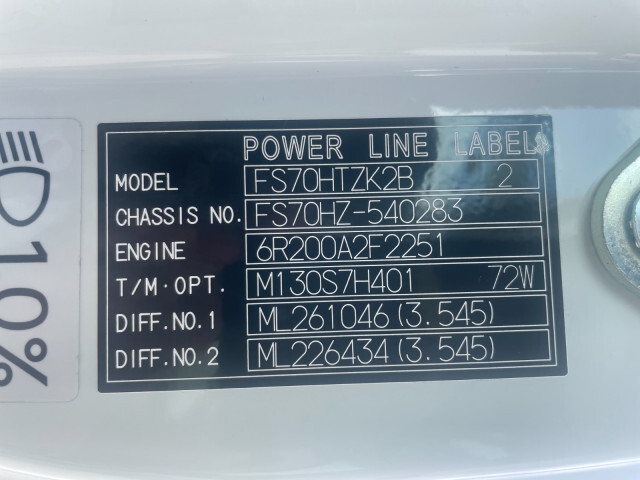 POWER LINE LABEL
MODEL FS70HTZK2B 2
CHASSIS NO. FS70HZ-540283
ENGINE 6R200A2F2251
T/M·OPT. M130S7H401 72W
DIFF.NO.1 ML261046(3.545)
DIFF.NO.2 ML226434(3.545)
10%